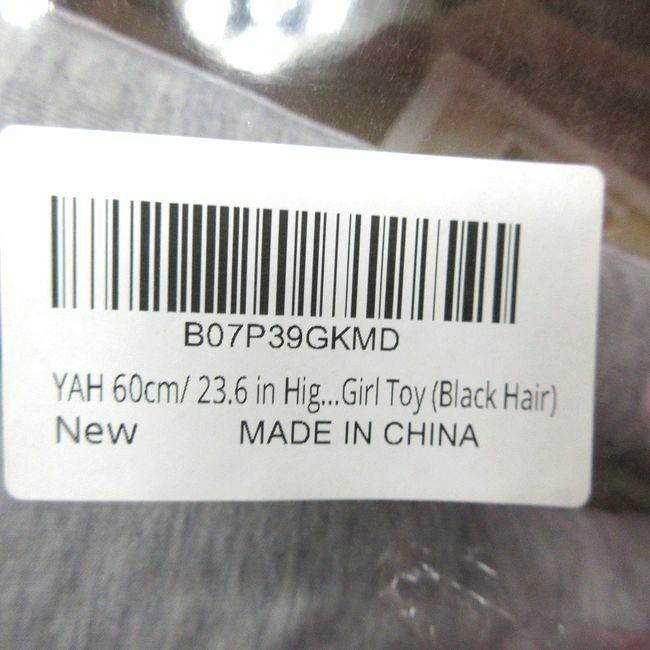 B07P39GKMD
YAH 60cm/ 23.6 in Hig...Girl Toy (Black Hair)
New MADE IN CHINA